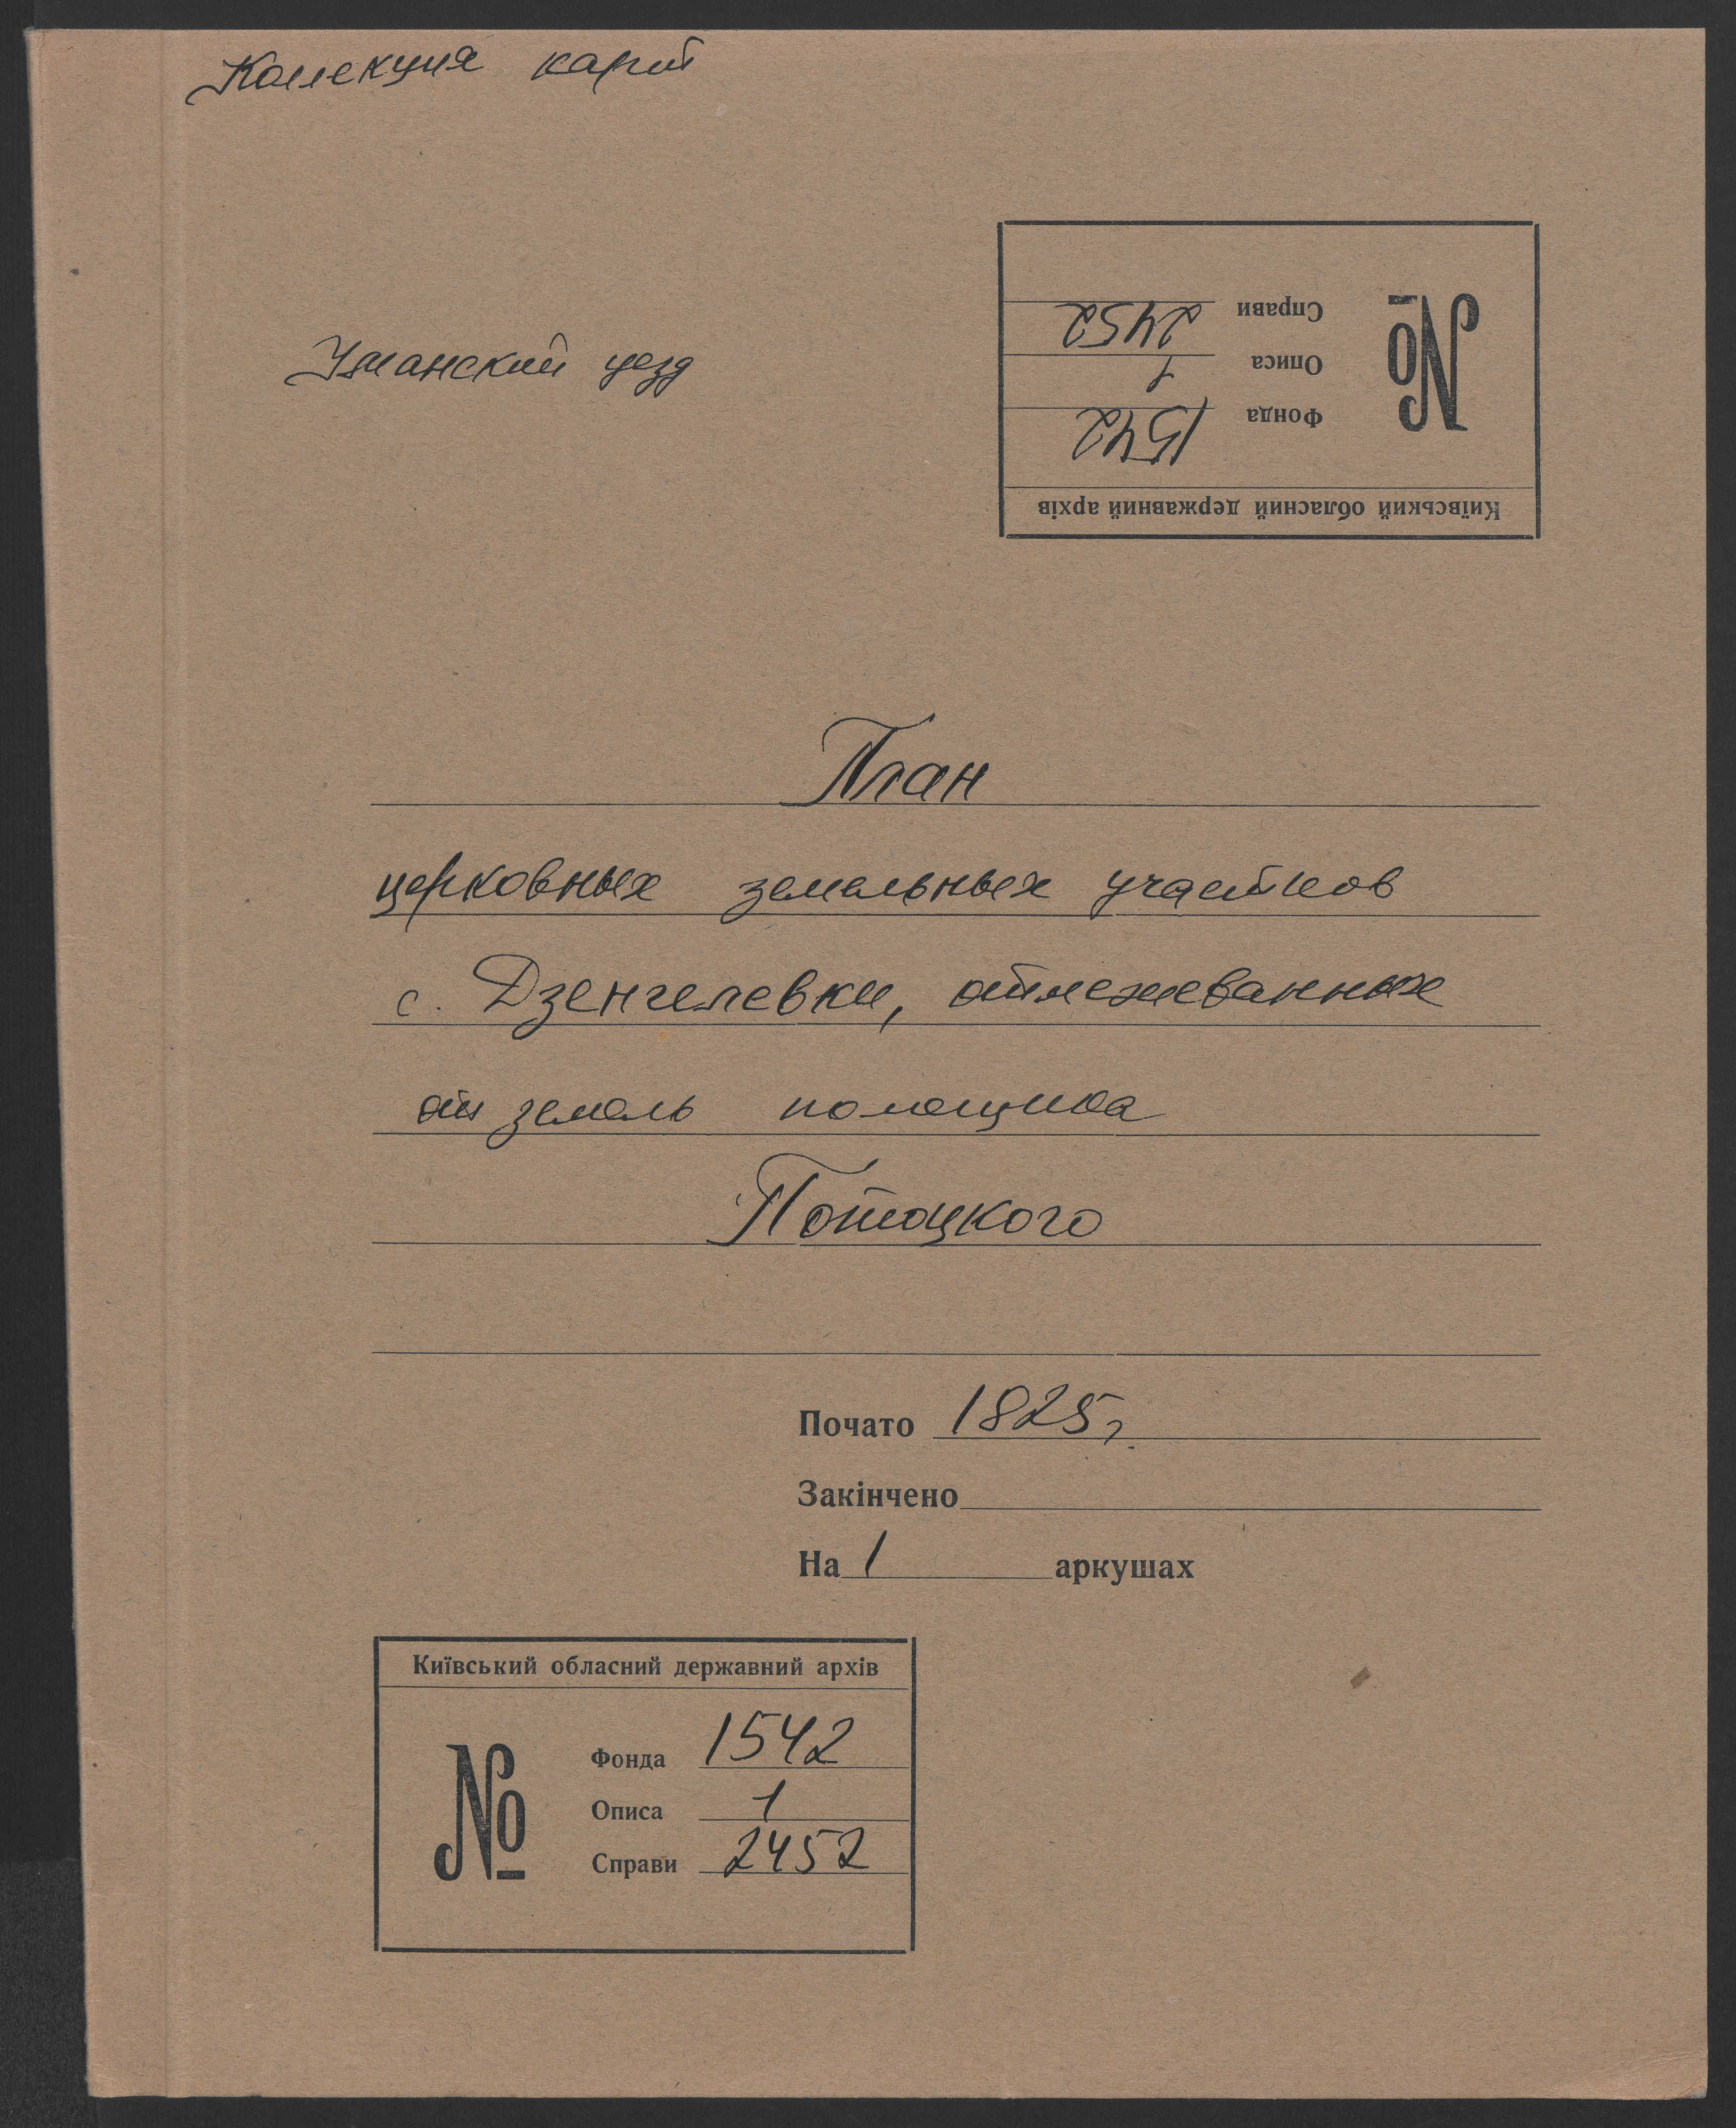 Колекция карт
Уманский уезд
Київський обласний державний архів
№
Фонда 1542
Описа 1
Справи 2452
План
церковных земельных участков
с. Дзенгелевки, отмежеванных
от земель помещика
Потоцкого
Почато 1825г.
Закінчено
На 1 аркушах
Київський обласний державний архів
№
Фонда 1542
Описа 1
Справи 2452